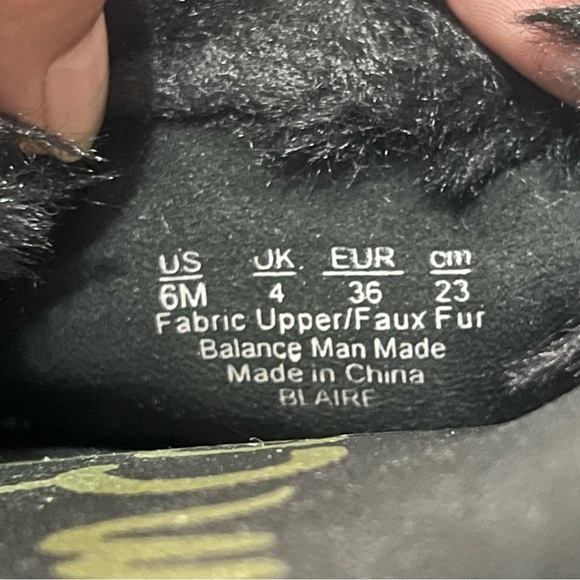 US UK EUR cm
6M 4 36 23
Fabric Upper/Faux Fur
Balance Man Made
Made in China
BLAIRE